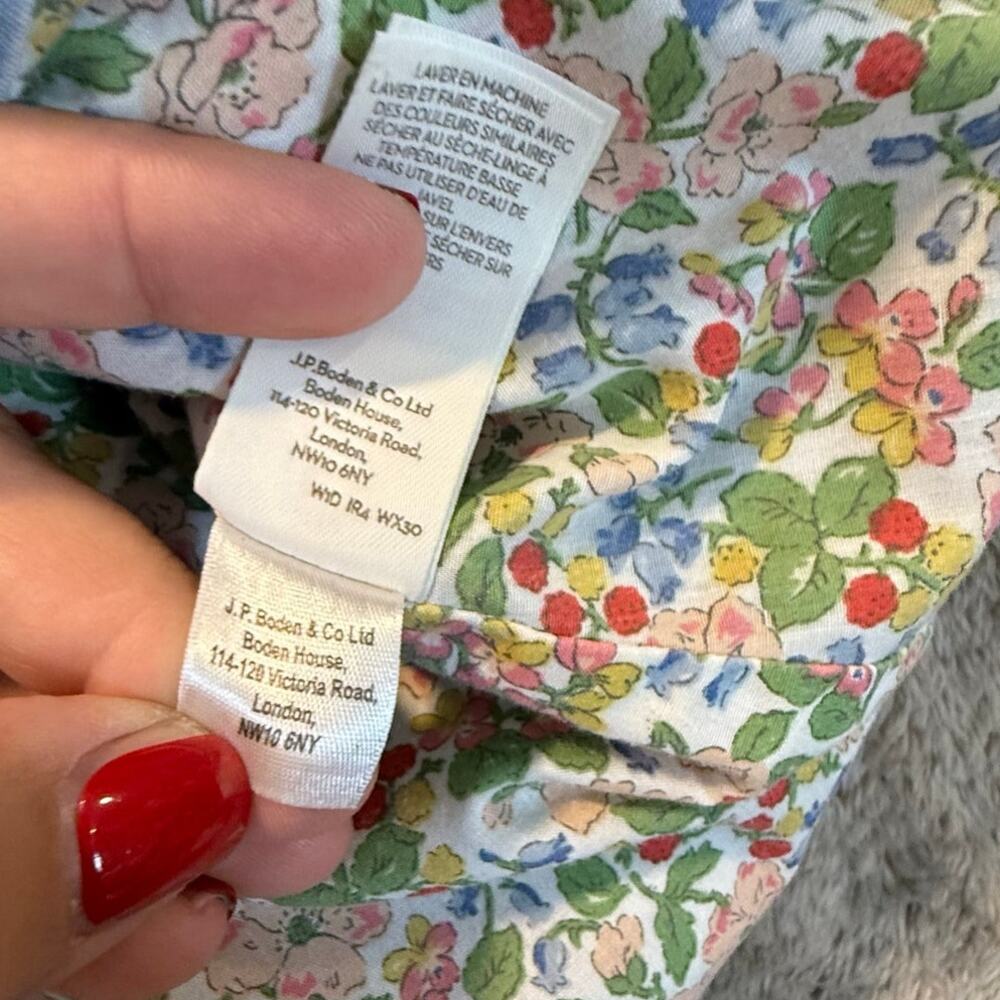 LAVER EN MACHINE
LAVER ET FAIRE SÉCHER AVEC
DES COULEURS SIMILAIRES
SÉCHER AU SÈCHE-LINGE À
TEMPÉRATURE BASSE
NE PAS UTILISER D'EAU DE
SUR L'ENVERS
SÉCHER SUR
J.P.Boden & Co Ltd
Boden House,
114-120 Victoria Road,
London,
NW10 6NY
W1D 1R4 WX30
J.P. Boden & Co Ltd
Boden House,
114-120 Victoria Road,
London,
NW10 6NY